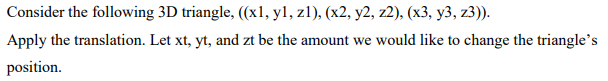 Consider the following 3D triangle, ((x1, y1, z1), (x2, y2, z2), (x3, y3, z3)).
Apply the translation. Let xt, yt, and zt be the amount we would like to change the triangle’s
position.